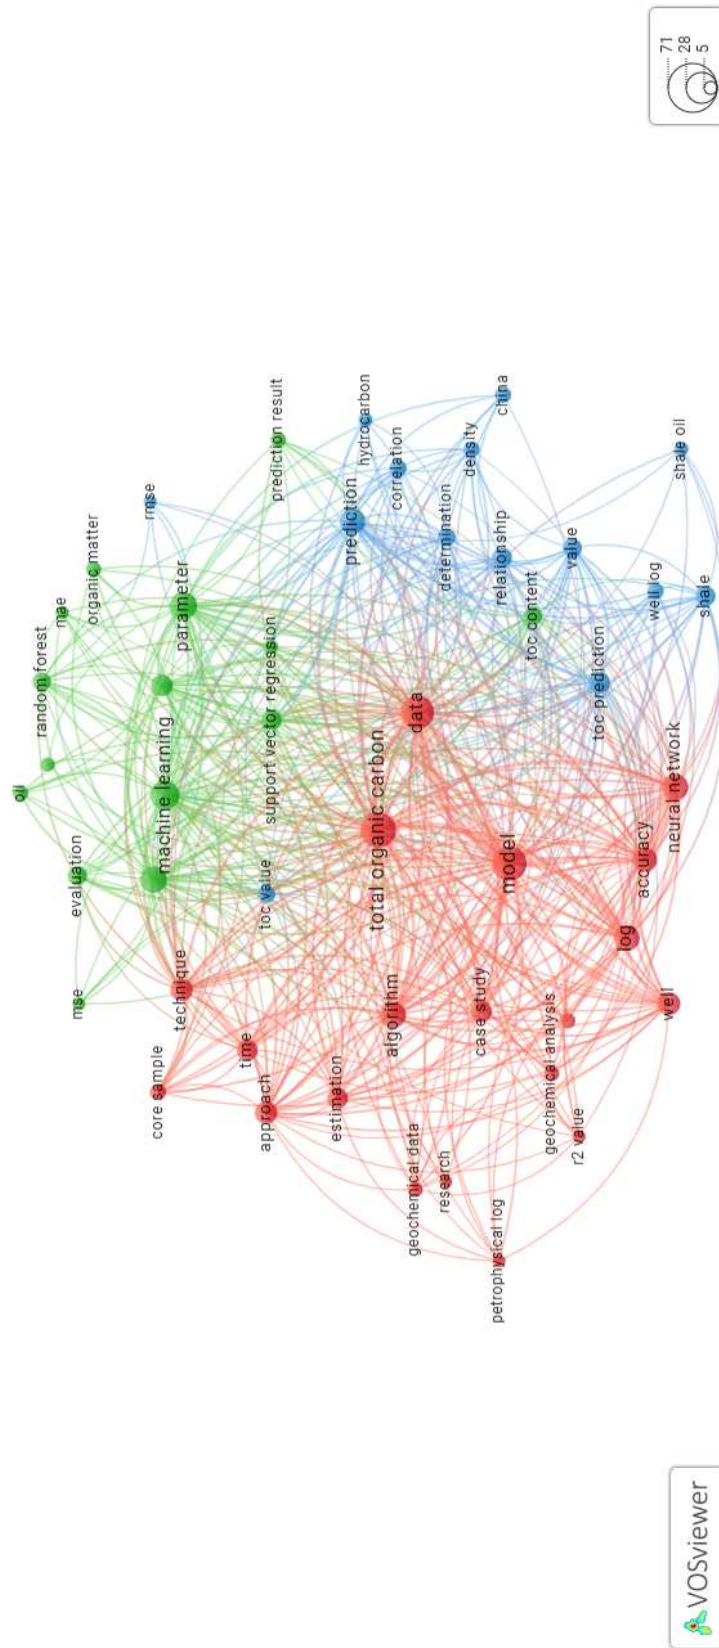 mse
evaluation
oil
random forest
mae
organic matter
rmse
core sample
technique
machine learning
parameter
time
approach
toc value
support vector regression
prediction result
estimation
total organic carbon
prediction
hydrocarbon
algorithm
data
correlation
geochemical data
research
case study
determination
density
petrophysical log
model
relationship
china
geochemical analysis
toc content
r2 value
value
log
toc prediction
accuracy
well log
well
neural network
shale oil
shale
VOSviewer
71
28
5